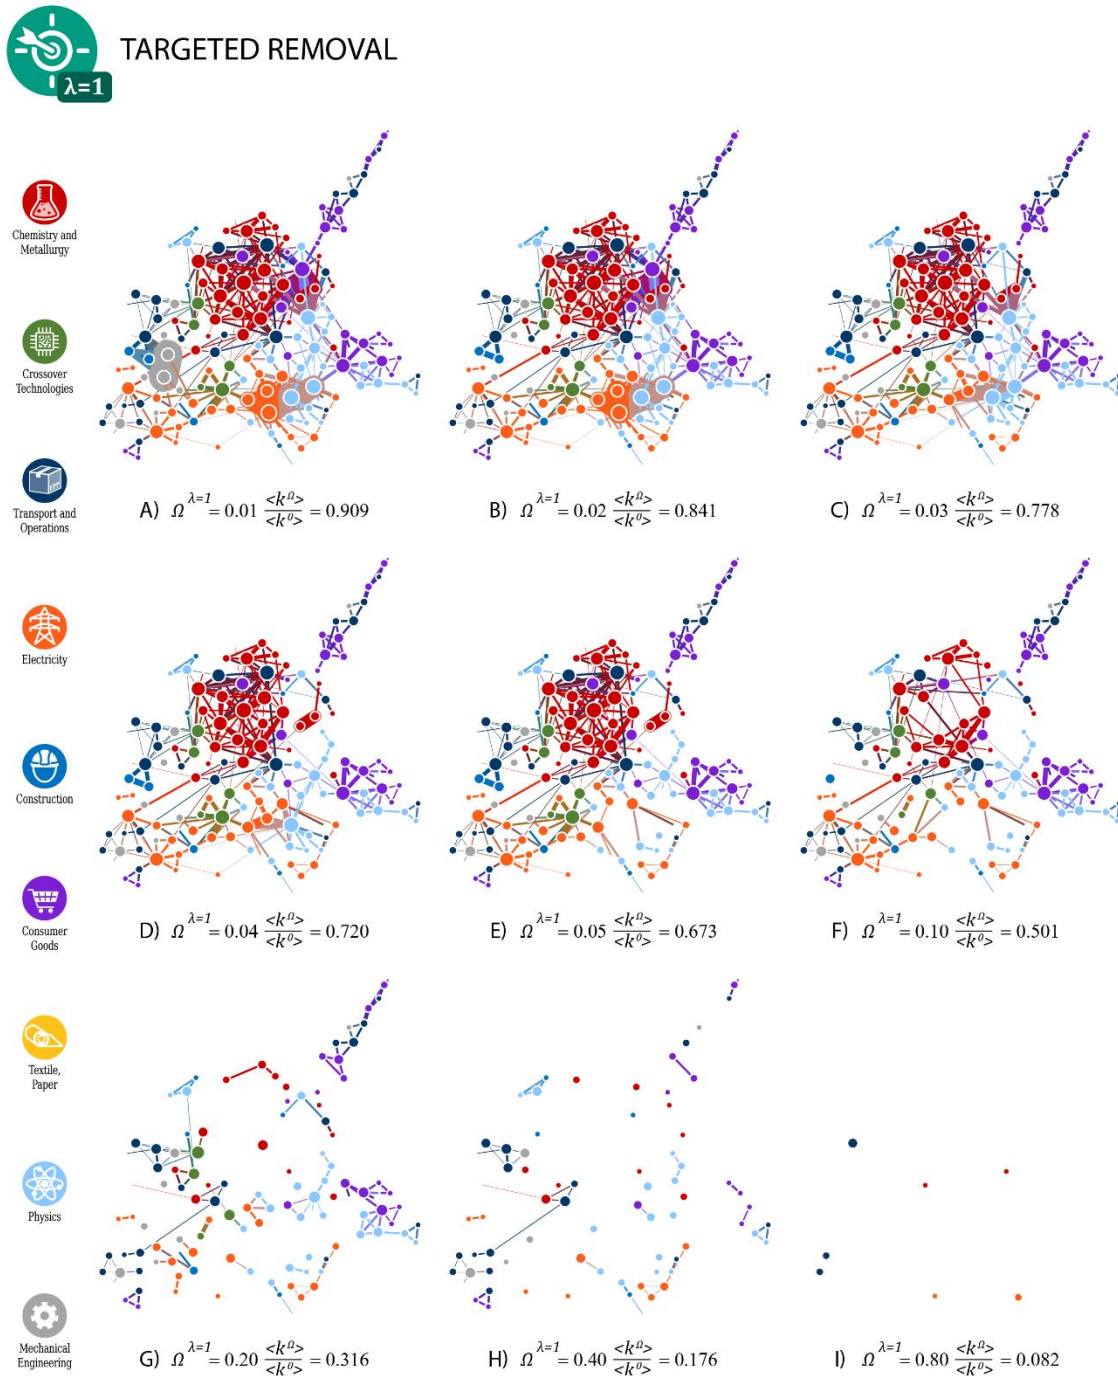 TARGETED REMOVAL
λ=1
Chemistry and
Metallurgy
Crossover
Technologies
Transport and
Operations
Electricity
Construction
Consumer
Goods
Textile,
Paper
Physics
Mechanical
Engineering
A) Ω^λ=1 = 0.01 <k^Ω>/<k^0> = 0.909
B) Ω^λ=1 = 0.02 <k^Ω>/<k^0> = 0.841
C) Ω^λ=1 = 0.03 <k^Ω>/<k^0> = 0.778
D) Ω^λ=1 = 0.04 <k^Ω>/<k^0> = 0.720
E) Ω^λ=1 = 0.05 <k^Ω>/<k^0> = 0.673
F) Ω^λ=1 = 0.10 <k^Ω>/<k^0> = 0.501
G) Ω^λ=1 = 0.20 <k^Ω>/<k^0> = 0.316
H) Ω^λ=1 = 0.40 <k^Ω>/<k^0> = 0.176
I) Ω^λ=1 = 0.80 <k^Ω>/<k^0> = 0.082